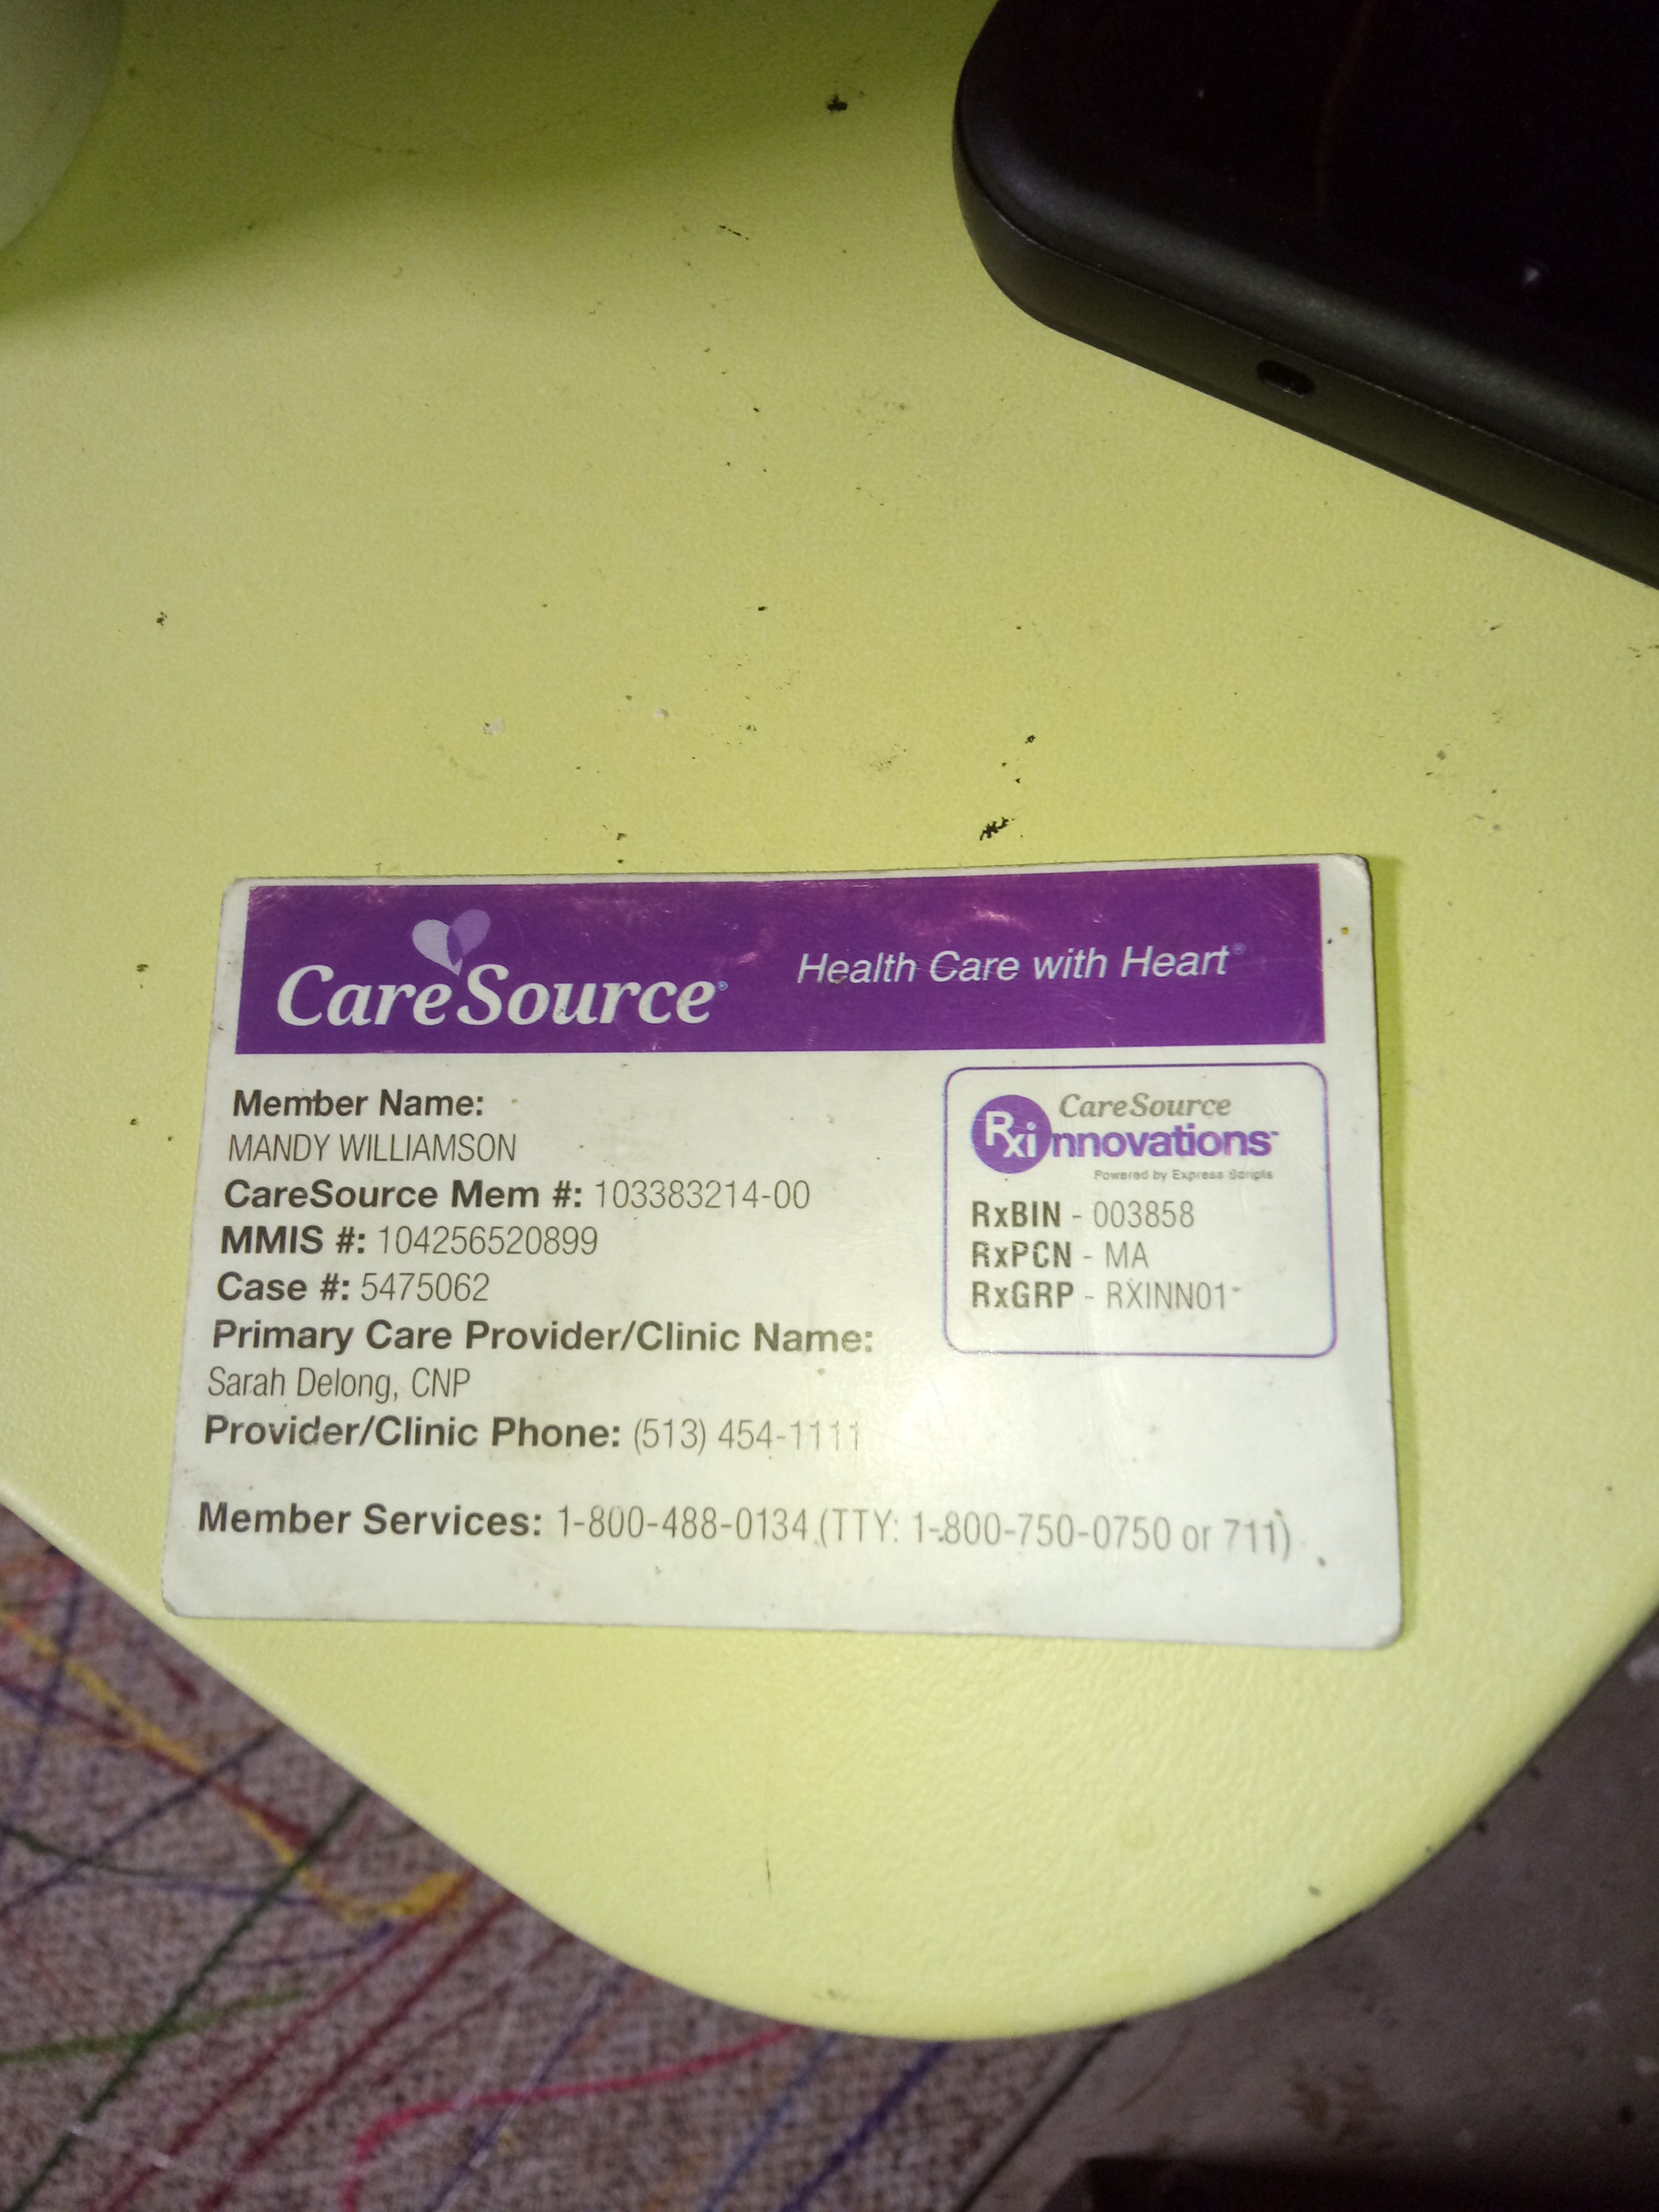 CareSource®
Health Care with Heart®
Member Name:
MANDY WILLIAMSON
CareSource Mem #: 103383214-00
MMIS #: 104256520899
Case #: 5475062
Primary Care Provider/Clinic Name:
Sarah Delong, CNP
Provider/Clinic Phone: (513) 454-1111
CareSource
Rxinnovations™
Powered by Express Scripts
RxBIN - 003858
RxPCN - MA
RxGRP - RXINN01
Member Services: 1-800-488-0134 (TTY: 1-800-750-0750 or 711)